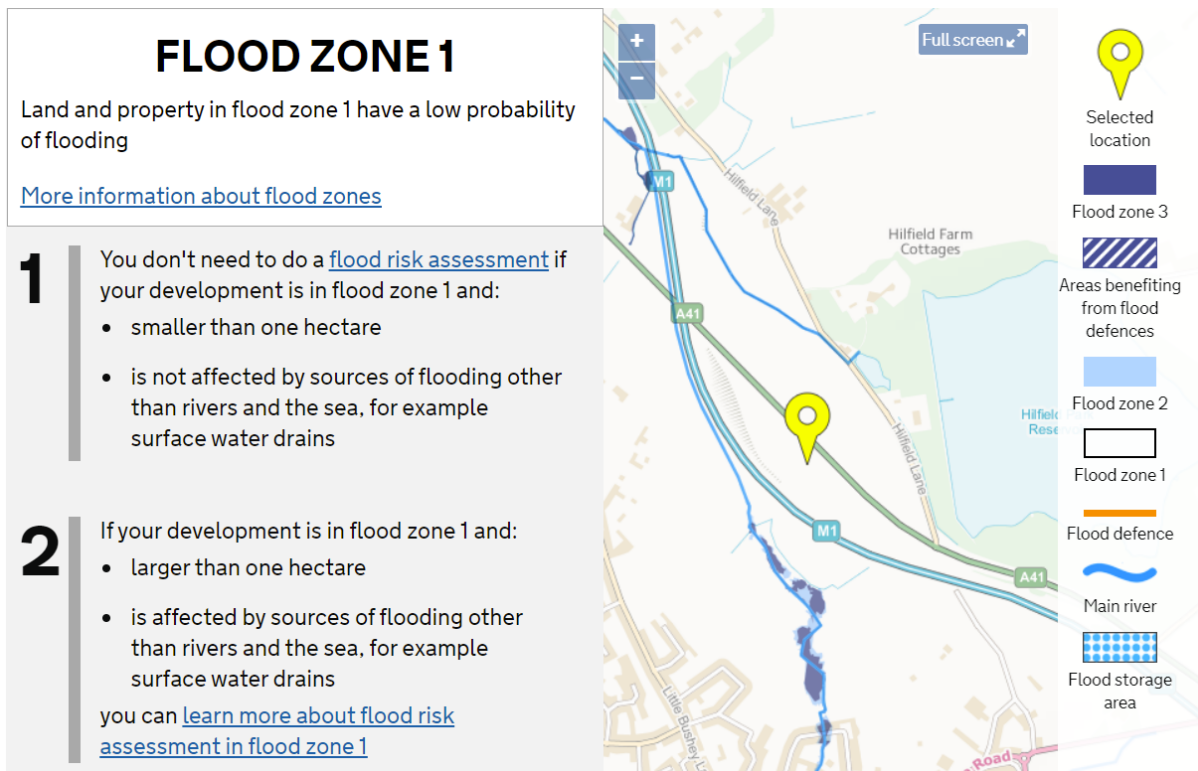 FLOOD ZONE 1
Land and property in flood zone 1 have a low probability
of flooding
More information about flood zones
1
You don't need to do a flood risk assessment if
your development is in flood zone 1 and:
• smaller than one hectare
• is not affected by sources of flooding other
than rivers and the sea, for example
surface water drains
2
If your development is in flood zone 1 and:
• larger than one hectare
• is affected by sources of flooding other
than rivers and the sea, for example
surface water drains
you can learn more about flood risk
assessment in flood zone 1
+
−
Full screen
M1
Hilfield Lane
Hilfield Farm
Cottages
A41
Hilfield Lane
M1
A41
Little Bushey
Road
Selected
location
Flood zone 3
Areas benefiting
from flood
defences
Flood zone 2
Flood zone 1
Flood defence
Main river
Flood storage
area